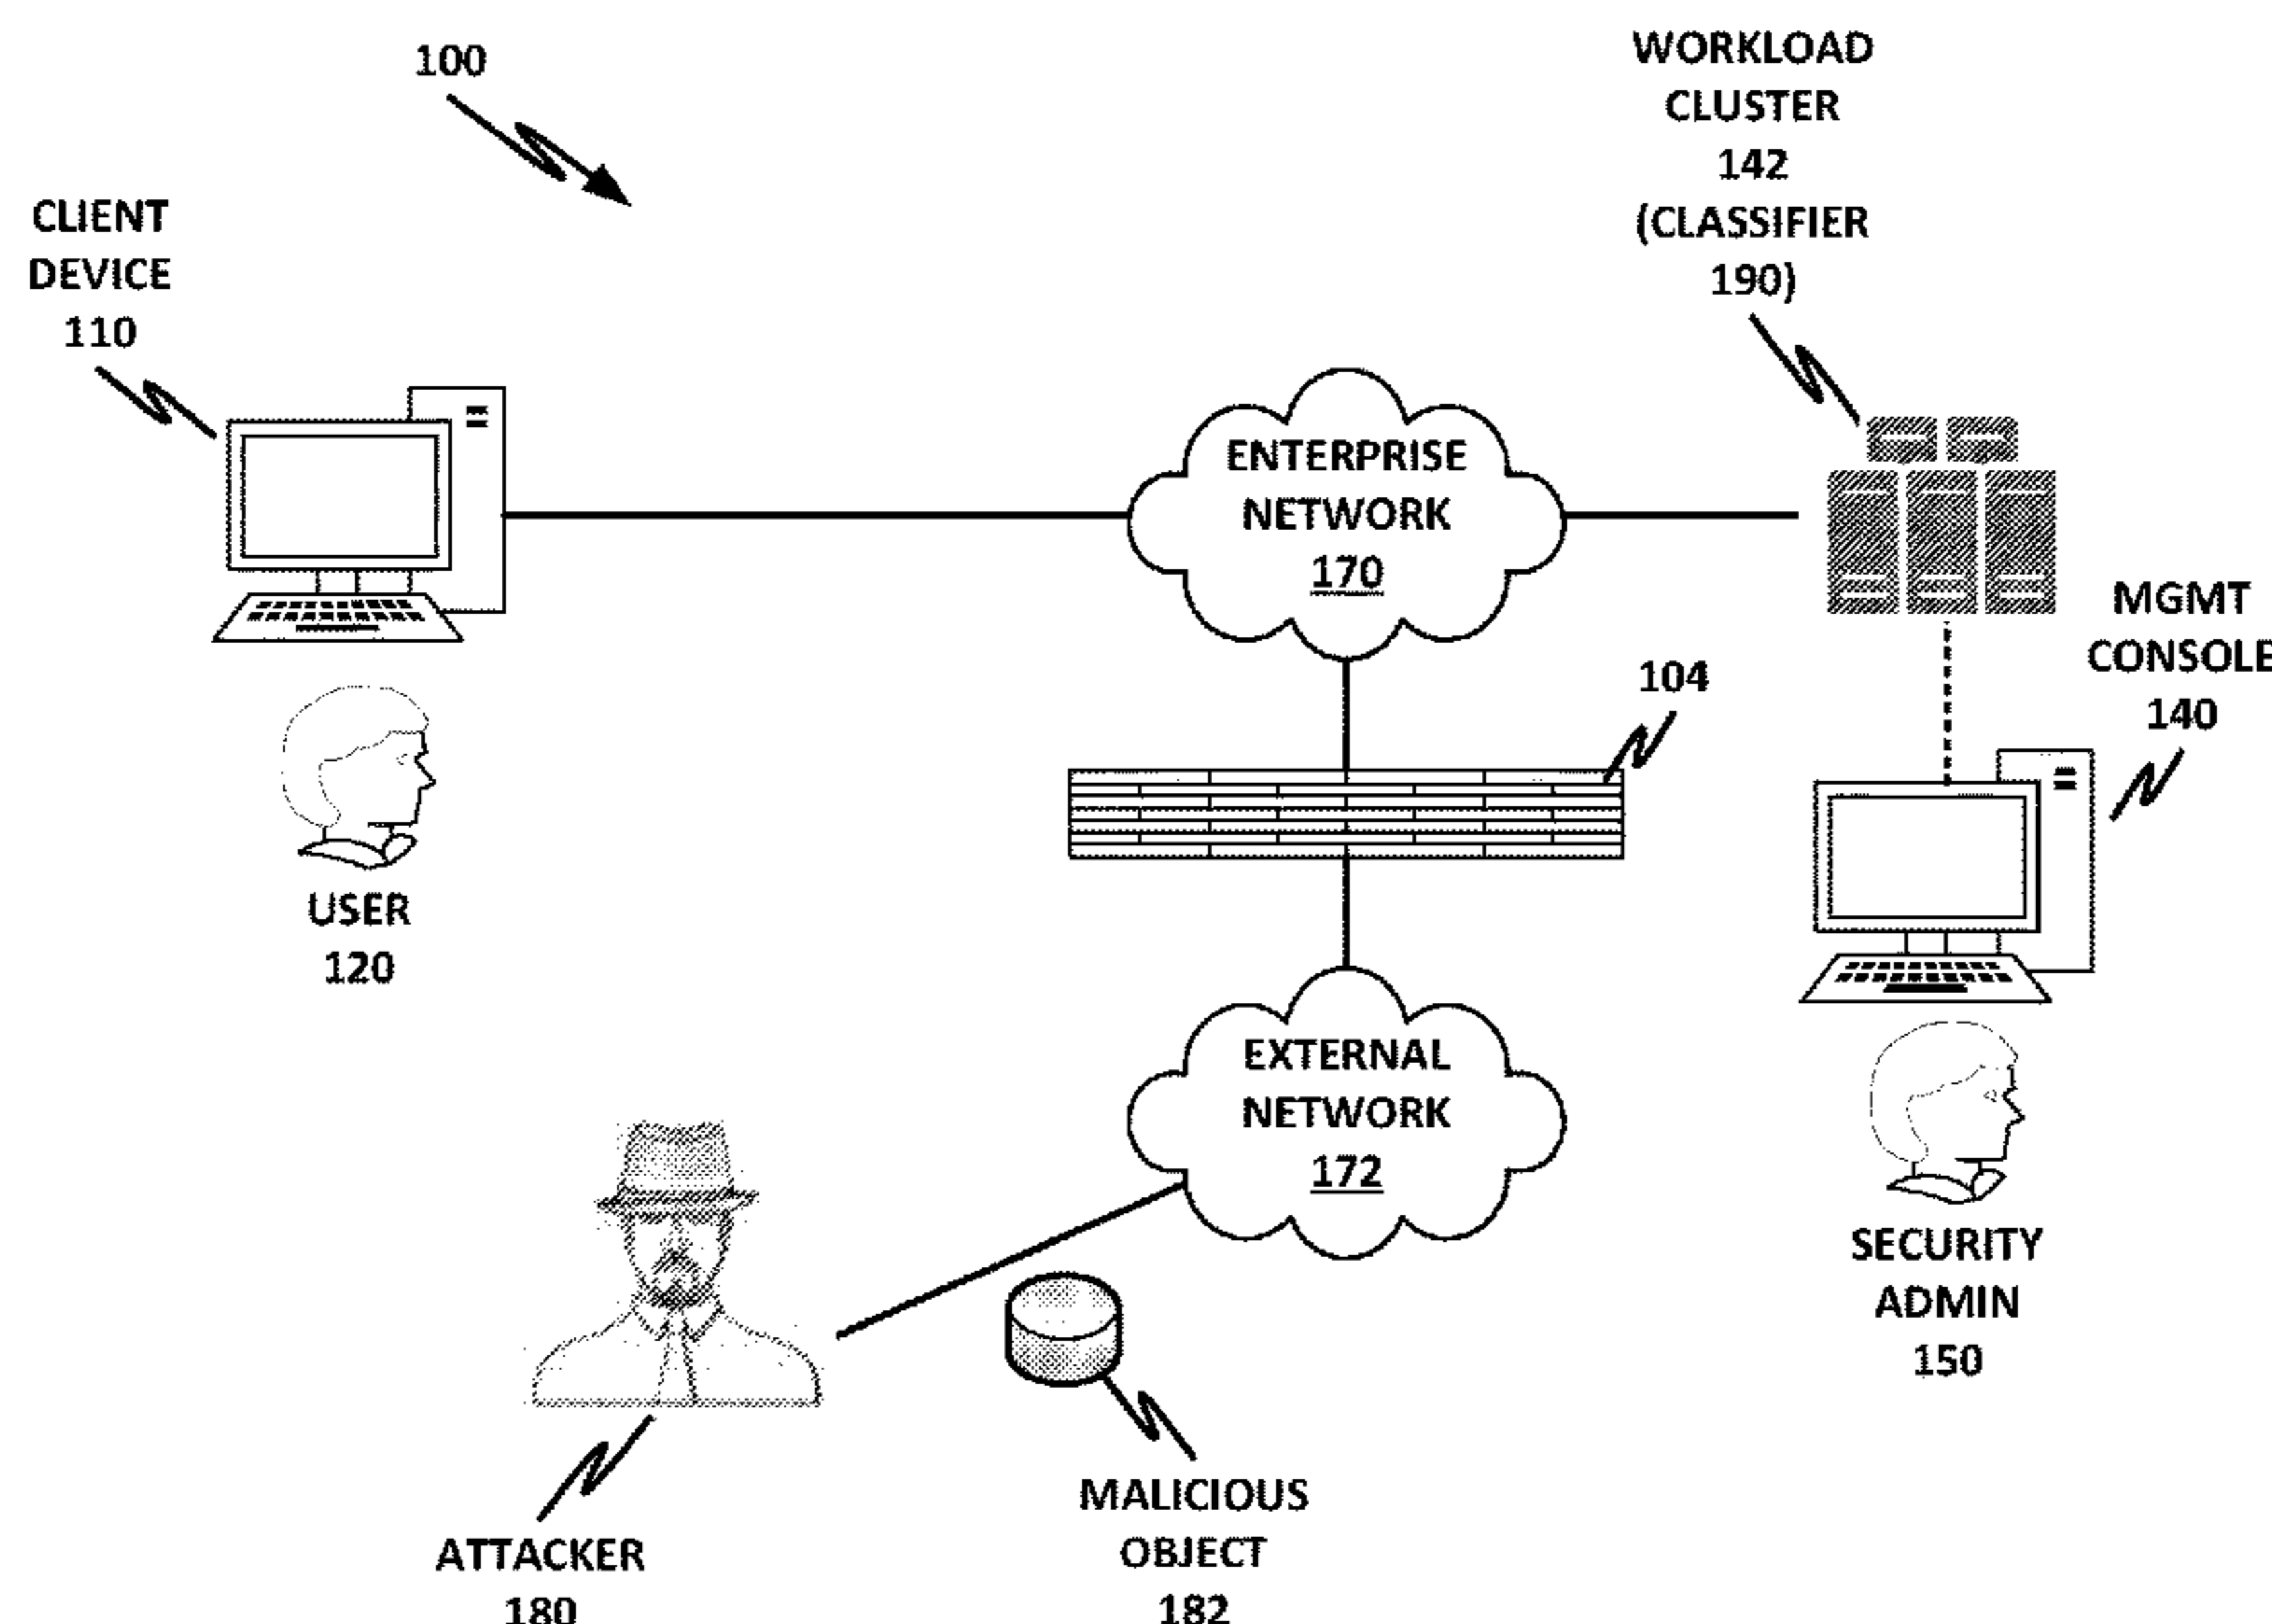 100
WORKLOAD
CLUSTER
142
(CLASSIFIER
190)
CLIENT
DEVICE
110
ENTERPRISE
NETWORK
170
MGMT
CONSOLE
140
104
USER
120
EXTERNAL
NETWORK
172
SECURITY
ADMIN
150
MALICIOUS
OBJECT
182
ATTACKER
180